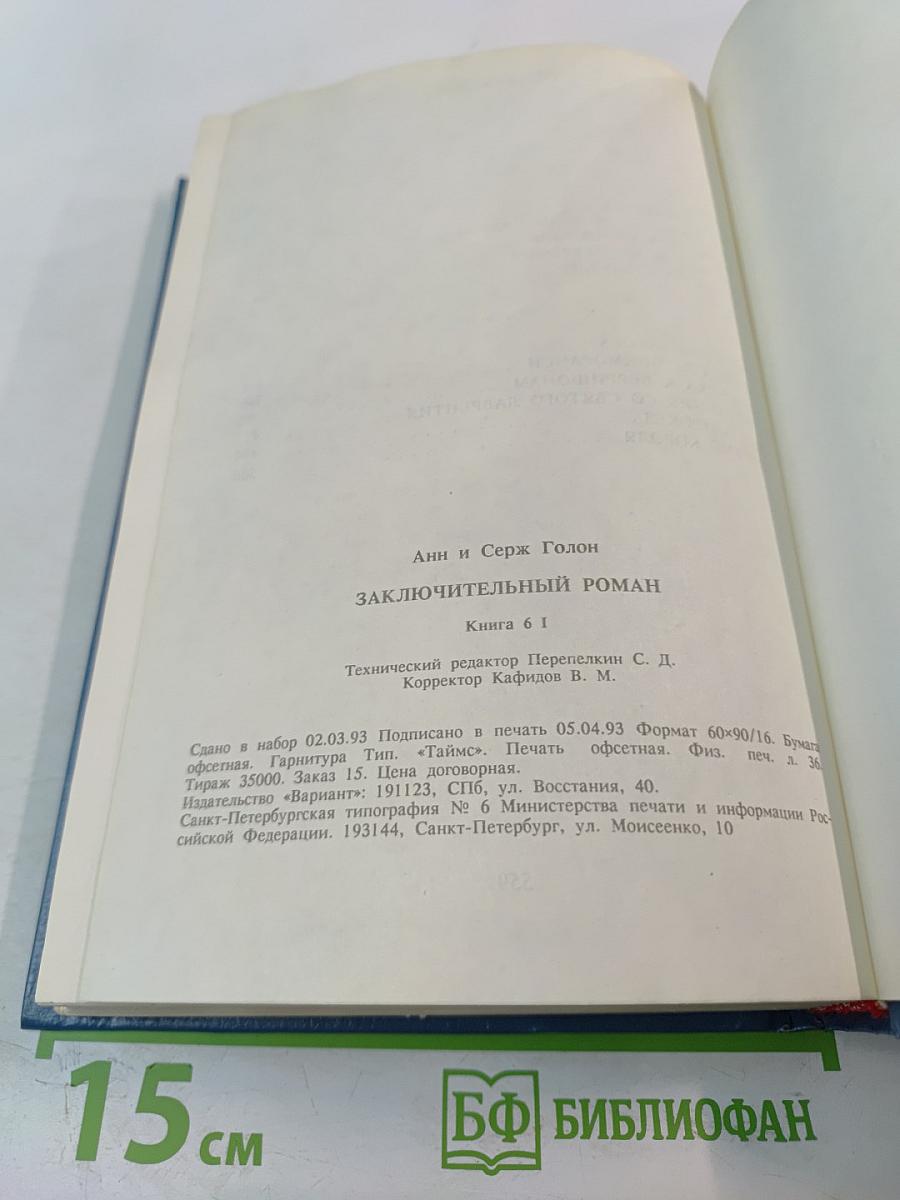 Анн и Серж Голон
ЗАКЛЮЧИТЕЛЬНЫЙ РОМАН
Книга 6 I
Технический редактор Перепелкин С. Д.
Корректор Кафидов В. М.
Сдано в набор 02.03.93 Подписано в печать 05.04.93 Формат 60×90/16. Бумага
офсетная. Гарнитура Тип. «Таймс». Печать офсетная. Физ. печ. л. 36.
Тираж 35000. Заказ 15. Цена договорная.
Издательство «Вариант»: 191123, СПб, ул. Восстания, 40.
Санкт-Петербургская типография № 6 Министерства печати и информации Рос-
сийской Федерации. 193144, Санкт-Петербург, ул. Моисеенко, 10
15 см
БФ БИБЛИОФАН